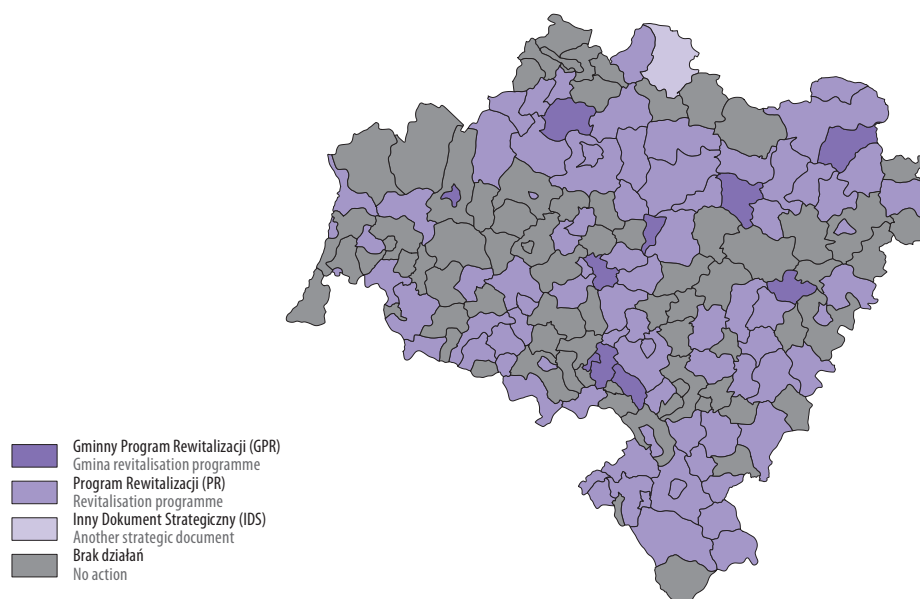 Gminny Program Rewitalizacji (GPR)
Gmina revitalisation programme
Program Rewitalizacji (PR)
Revitalisation programme
Inny Dokument Strategiczny (IDS)
Another strategic document
Brak działań
No action